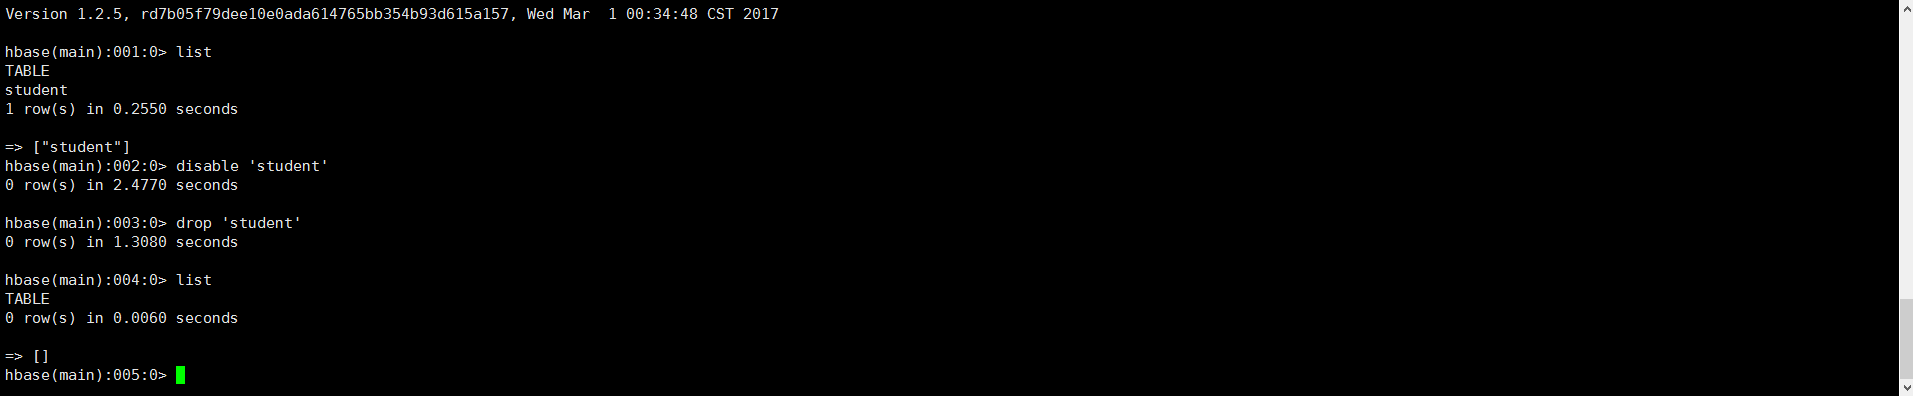 Version 1.2.5, rd7b05f79dee10e0ada614765bb354b93d615a157, Wed Mar  1 00:34:48 CST 2017
hbase(main):001:0> list
TABLE
student
1 row(s) in 0.2550 seconds
=> ["student"]
hbase(main):002:0> disable 'student'
0 row(s) in 2.4770 seconds
hbase(main):003:0> drop 'student'
0 row(s) in 1.3080 seconds
hbase(main):004:0> list
TABLE
0 row(s) in 0.0060 seconds
=> []
hbase(main):005:0>